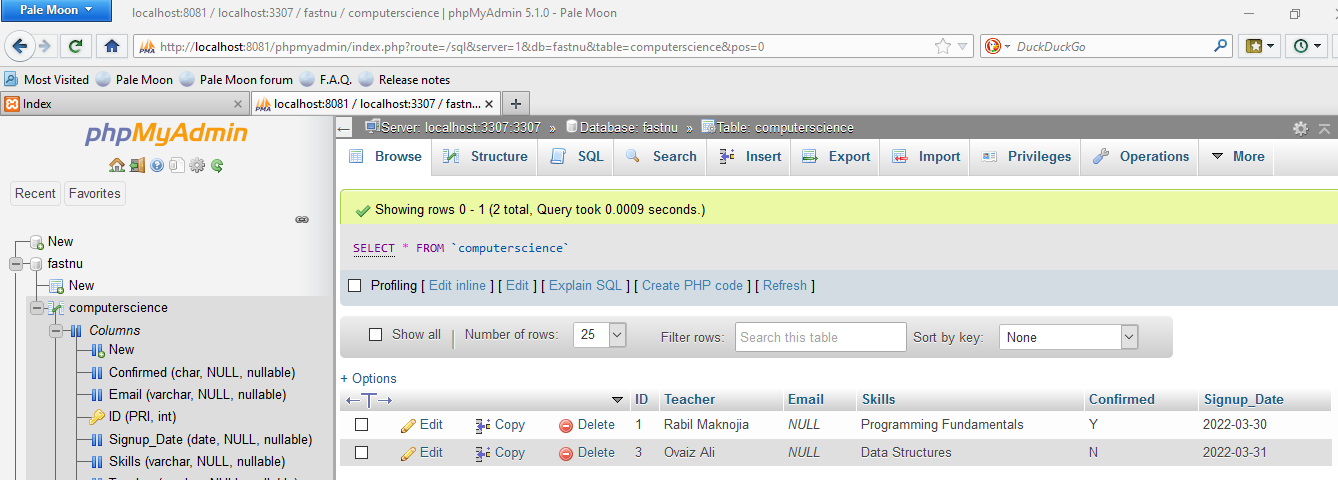 Pale Moon
localhost:8081 / localhost:3307 / fastnu / computerscience | phpMyAdmin 5.1.0 - Pale Moon
http://localhost:8081/phpmyadmin/index.php?route=/sql&server=1&db=fastnu&table=computerscience&pos=0
DuckDuckGo
Most Visited Pale Moon Pale Moon forum F.A.Q. Release notes
Index
PMA localhost:8081 / localhost:3307 / fastn...
phpMyAdmin
Recent Favorites
New
fastnu
New
computerscience
Columns
New
Confirmed (char, NULL, nullable)
Email (varchar, NULL, nullable)
ID (PRI, int)
Signup_Date (date, NULL, nullable)
Skills (varchar, NULL, nullable)
Server: localhost:3307:3307 » Database: fastnu » Table: computerscience
Browse Structure SQL Search Insert Export Import Privileges Operations More
Showing rows 0 - 1 (2 total, Query took 0.0009 seconds.)
SELECT * FROM `computerscience`
Profiling [ Edit inline ] [ Edit ] [ Explain SQL ] [ Create PHP code ] [ Refresh ]
Show all Number of rows: 25 Filter rows: Search this table Sort by key: None
+ Options
←T→ ID Teacher Email Skills Confirmed Signup_Date
Edit Copy Delete 1 Rabil Maknojia NULL Programming Fundamentals Y 2022-03-30
Edit Copy Delete 3 Ovaiz Ali NULL Data Structures N 2022-03-31